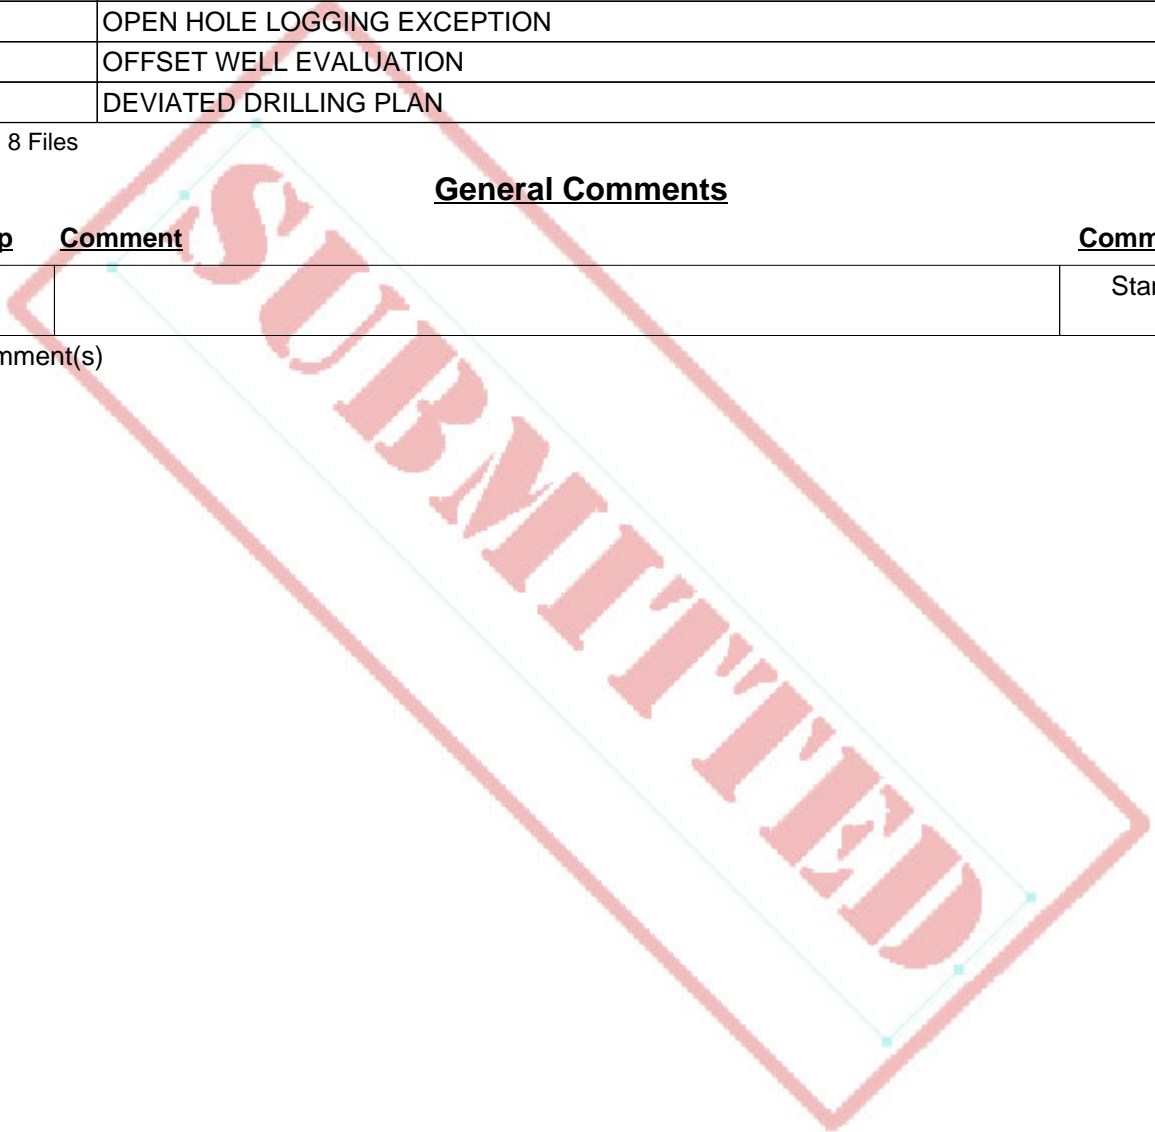 OPEN HOLE LOGGING EXCEPTION
OFFSET WELL EVALUATION
DEVIATED DRILLING PLAN
8 Files
General Comments
p Comment Comm
Star
mment(s)
SUBMITTED